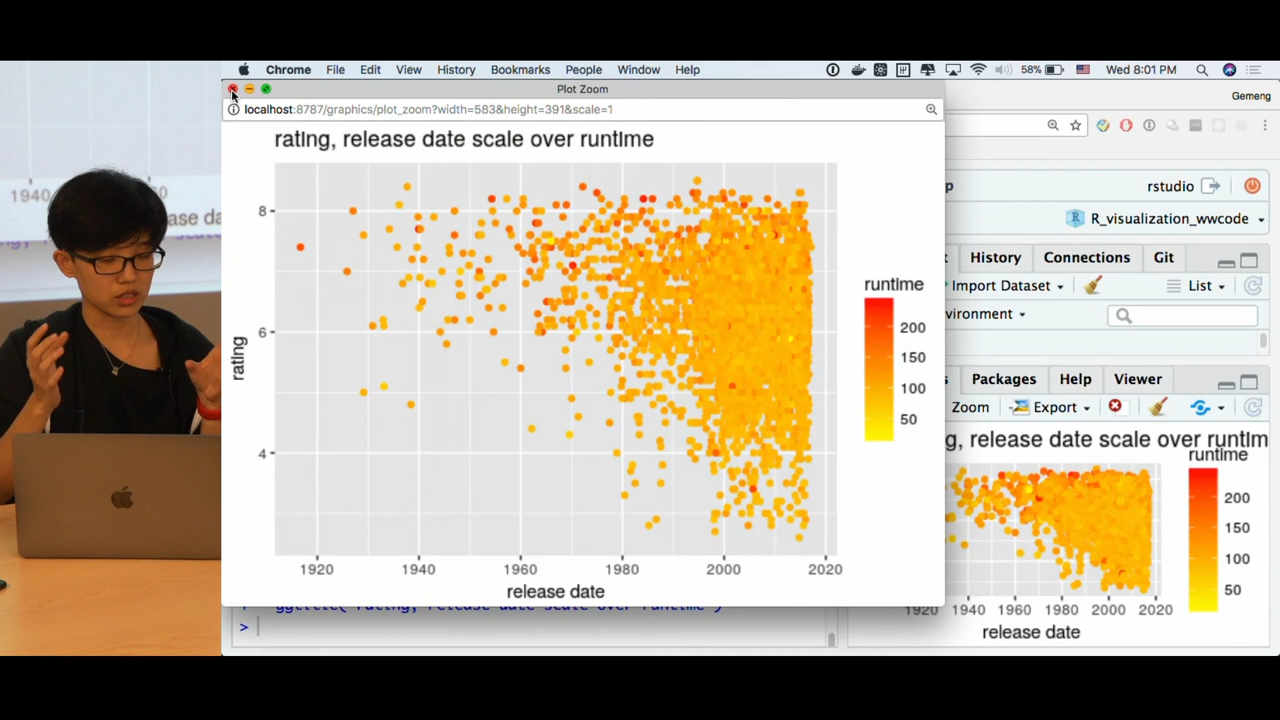 Chrome File Edit View History Bookmarks People Window Help 58% Wed 8:01 PM
Plot Zoom
localhost:8787/graphics/plot_zoom?width=583&height=391&scale=1
Gemeng
rating, release date scale over runtime
8
6
4
rating
1920 1940 1960 1980 2000 2020
release date
runtime
200
150
100
50
rstudio
R_visualization_wwcode
History Connections Git
Import Dataset List
Packages Help Viewer
Zoom Export
g, release date scale over runtim
runtime
200
150
100
50
1920 1940 1960 1980 2000 2020
release date
1940
>